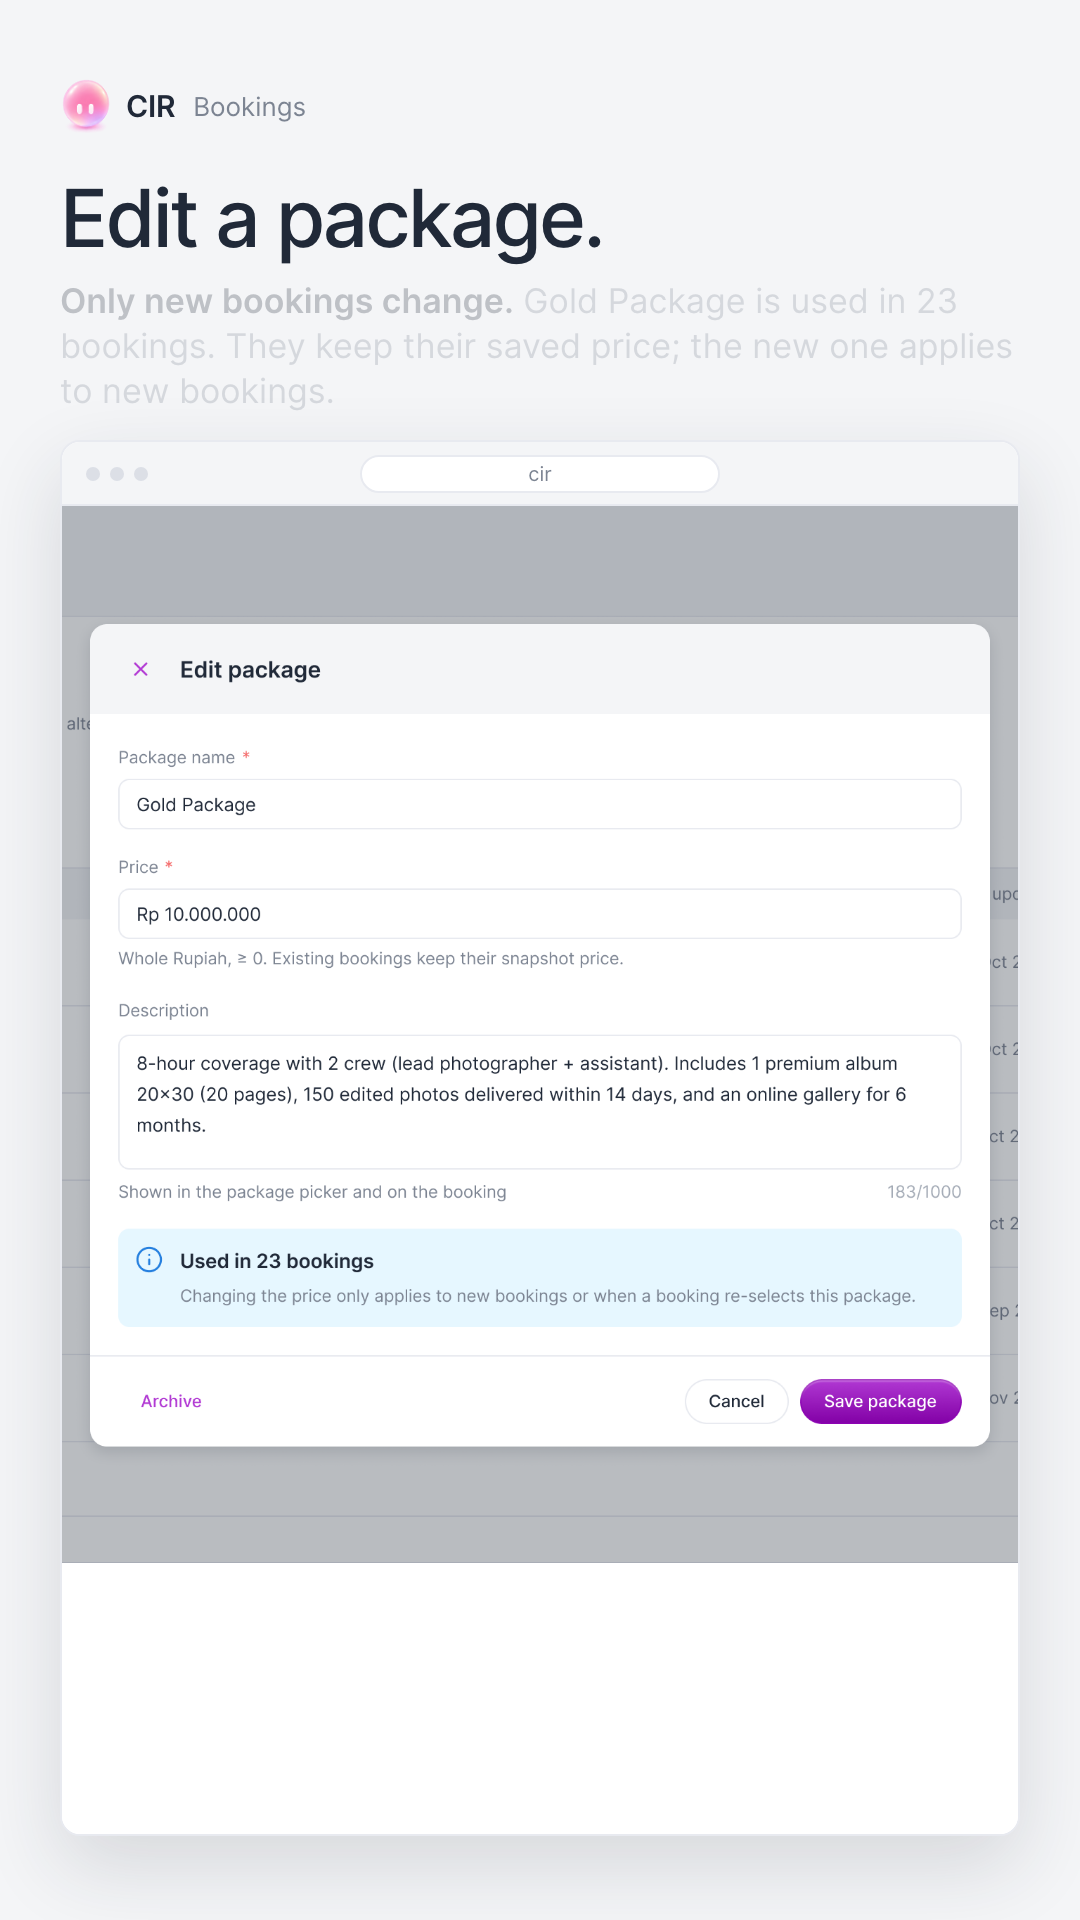 CIR Bookings
Edit a package.
Only new bookings change. Gold Package is used in 23
bookings. They keep their saved price; the new one applies
to new bookings.
cir
Edit package
Package name *
Gold Package
Price *
Rp 10.000.000
Whole Rupiah, ≥ 0. Existing bookings keep their snapshot price.
Description
8-hour coverage with 2 crew (lead photographer + assistant). Includes 1 premium album
20×30 (20 pages), 150 edited photos delivered within 14 days, and an online gallery for 6
months.
Shown in the package picker and on the booking 183/1000
Used in 23 bookings
Changing the price only applies to new bookings or when a booking re-selects this package.
Archive Cancel Save package